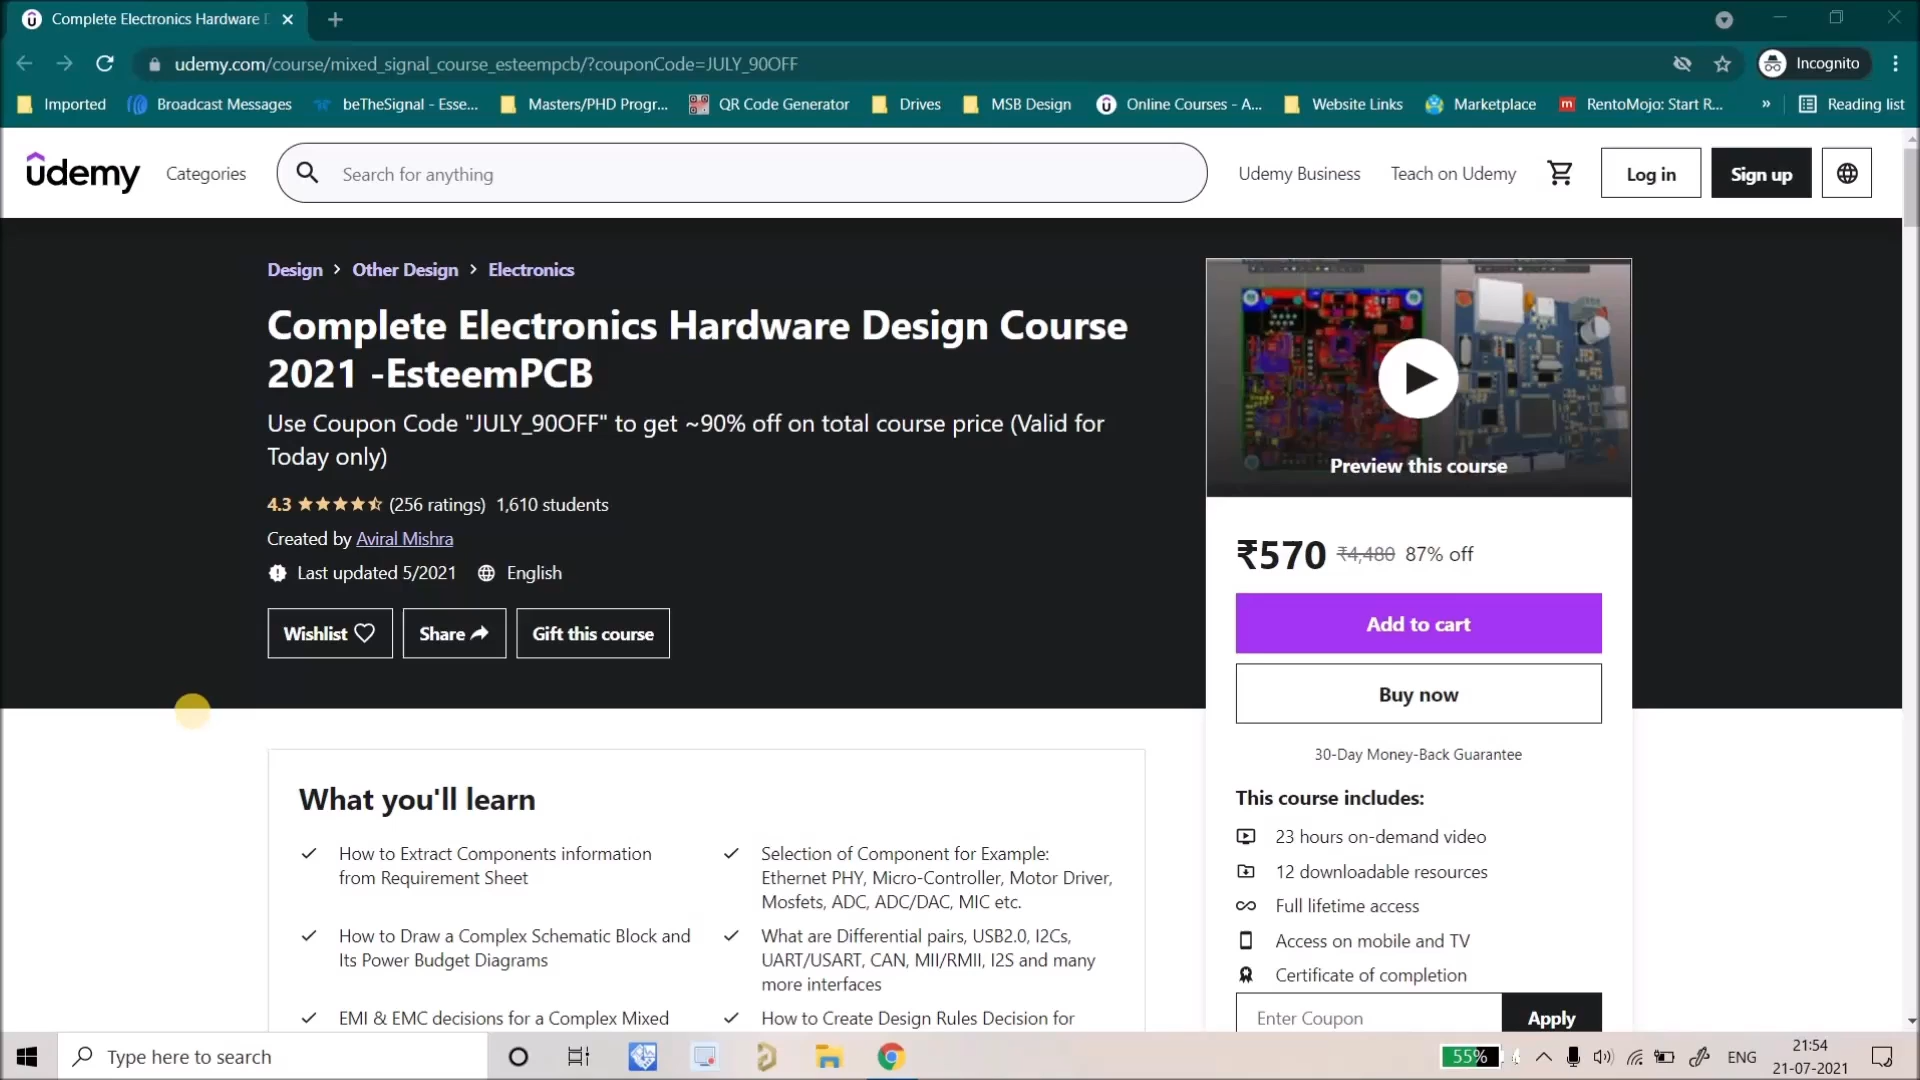 Complete Electronics Hardware D
udemy.com/course/mixed_signal_course_esteempcb/?couponCode=JULY_90OFF
Incognito
Imported
Broadcast Messages
beTheSignal - Esse...
Masters/PHD Progr...
QR Code Generator
Drives
MSB Design
Online Courses - A...
Website Links
Marketplace
RentoMojo: Start R...
»
Reading list
udemy
Categories
Search for anything
Udemy Business
Teach on Udemy
Log in
Sign up
Design > Other Design > Electronics
Complete Electronics Hardware Design Course
2021 -EsteemPCB
Use Coupon Code "JULY_90OFF" to get ~90% off on total course price (Valid for
Today only)
4.3 (256 ratings) 1,610 students
Created by Aviral Mishra
Last updated 5/2021 English
Wishlist
Share
Gift this course
Preview this course
₹570 ₹4,480 87% off
Add to cart
Buy now
30-Day Money-Back Guarantee
This course includes:
23 hours on-demand video
12 downloadable resources
Full lifetime access
Access on mobile and TV
Certificate of completion
Enter Coupon
Apply
What you'll learn
How to Extract Components information
from Requirement Sheet
Selection of Component for Example:
Ethernet PHY, Micro-Controller, Motor Driver,
Mosfets, ADC, ADC/DAC, MIC etc.
How to Draw a Complex Schematic Block and
Its Power Budget Diagrams
What are Differential pairs, USB2.0, I2Cs,
UART/USART, CAN, MII/RMII, I2S and many
more interfaces
EMI & EMC decisions for a Complex Mixed
How to Create Design Rules Decision for
Type here to search
55%
ENG
21:54
21-07-2021